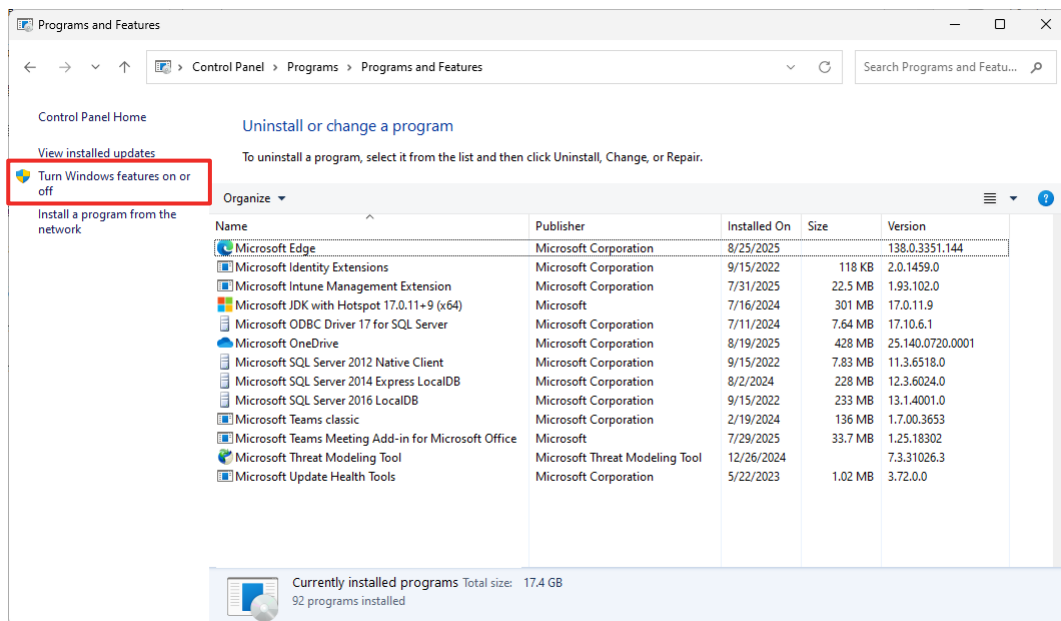 Programs and Features
Control Panel > Programs > Programs and Features
Search Programs and Featu...
Control Panel Home
View installed updates
Turn Windows features on or
off
Install a program from the
network
Uninstall or change a program
To uninstall a program, select it from the list and then click Uninstall, Change, or Repair.
Organize
Name Publisher Installed On Size Version
Microsoft Edge Microsoft Corporation 8/25/2025 138.0.3351.144
Microsoft Identity Extensions Microsoft Corporation 9/15/2022 118 KB 2.0.1459.0
Microsoft Intune Management Extension Microsoft Corporation 7/31/2025 22.5 MB 1.93.102.0
Microsoft JDK with Hotspot 17.0.11+9 (x64) Microsoft 7/16/2024 301 MB 17.0.11.9
Microsoft ODBC Driver 17 for SQL Server Microsoft Corporation 7/11/2024 7.64 MB 17.10.6.1
Microsoft OneDrive Microsoft Corporation 8/19/2025 428 MB 25.140.0720.0001
Microsoft SQL Server 2012 Native Client Microsoft Corporation 9/15/2022 7.83 MB 11.3.6518.0
Microsoft SQL Server 2014 Express LocalDB Microsoft Corporation 8/2/2024 228 MB 12.3.6024.0
Microsoft SQL Server 2016 LocalDB Microsoft Corporation 9/15/2022 233 MB 13.1.4001.0
Microsoft Teams classic Microsoft Corporation 2/19/2024 136 MB 1.7.00.3653
Microsoft Teams Meeting Add-in for Microsoft Office Microsoft 7/29/2025 33.7 MB 1.25.18302
Microsoft Threat Modeling Tool Microsoft Threat Modeling Tool 12/26/2024 7.3.31026.3
Microsoft Update Health Tools Microsoft Corporation 5/22/2023 1.02 MB 3.72.0.0
Currently installed programs Total size: 17.4 GB
92 programs installed